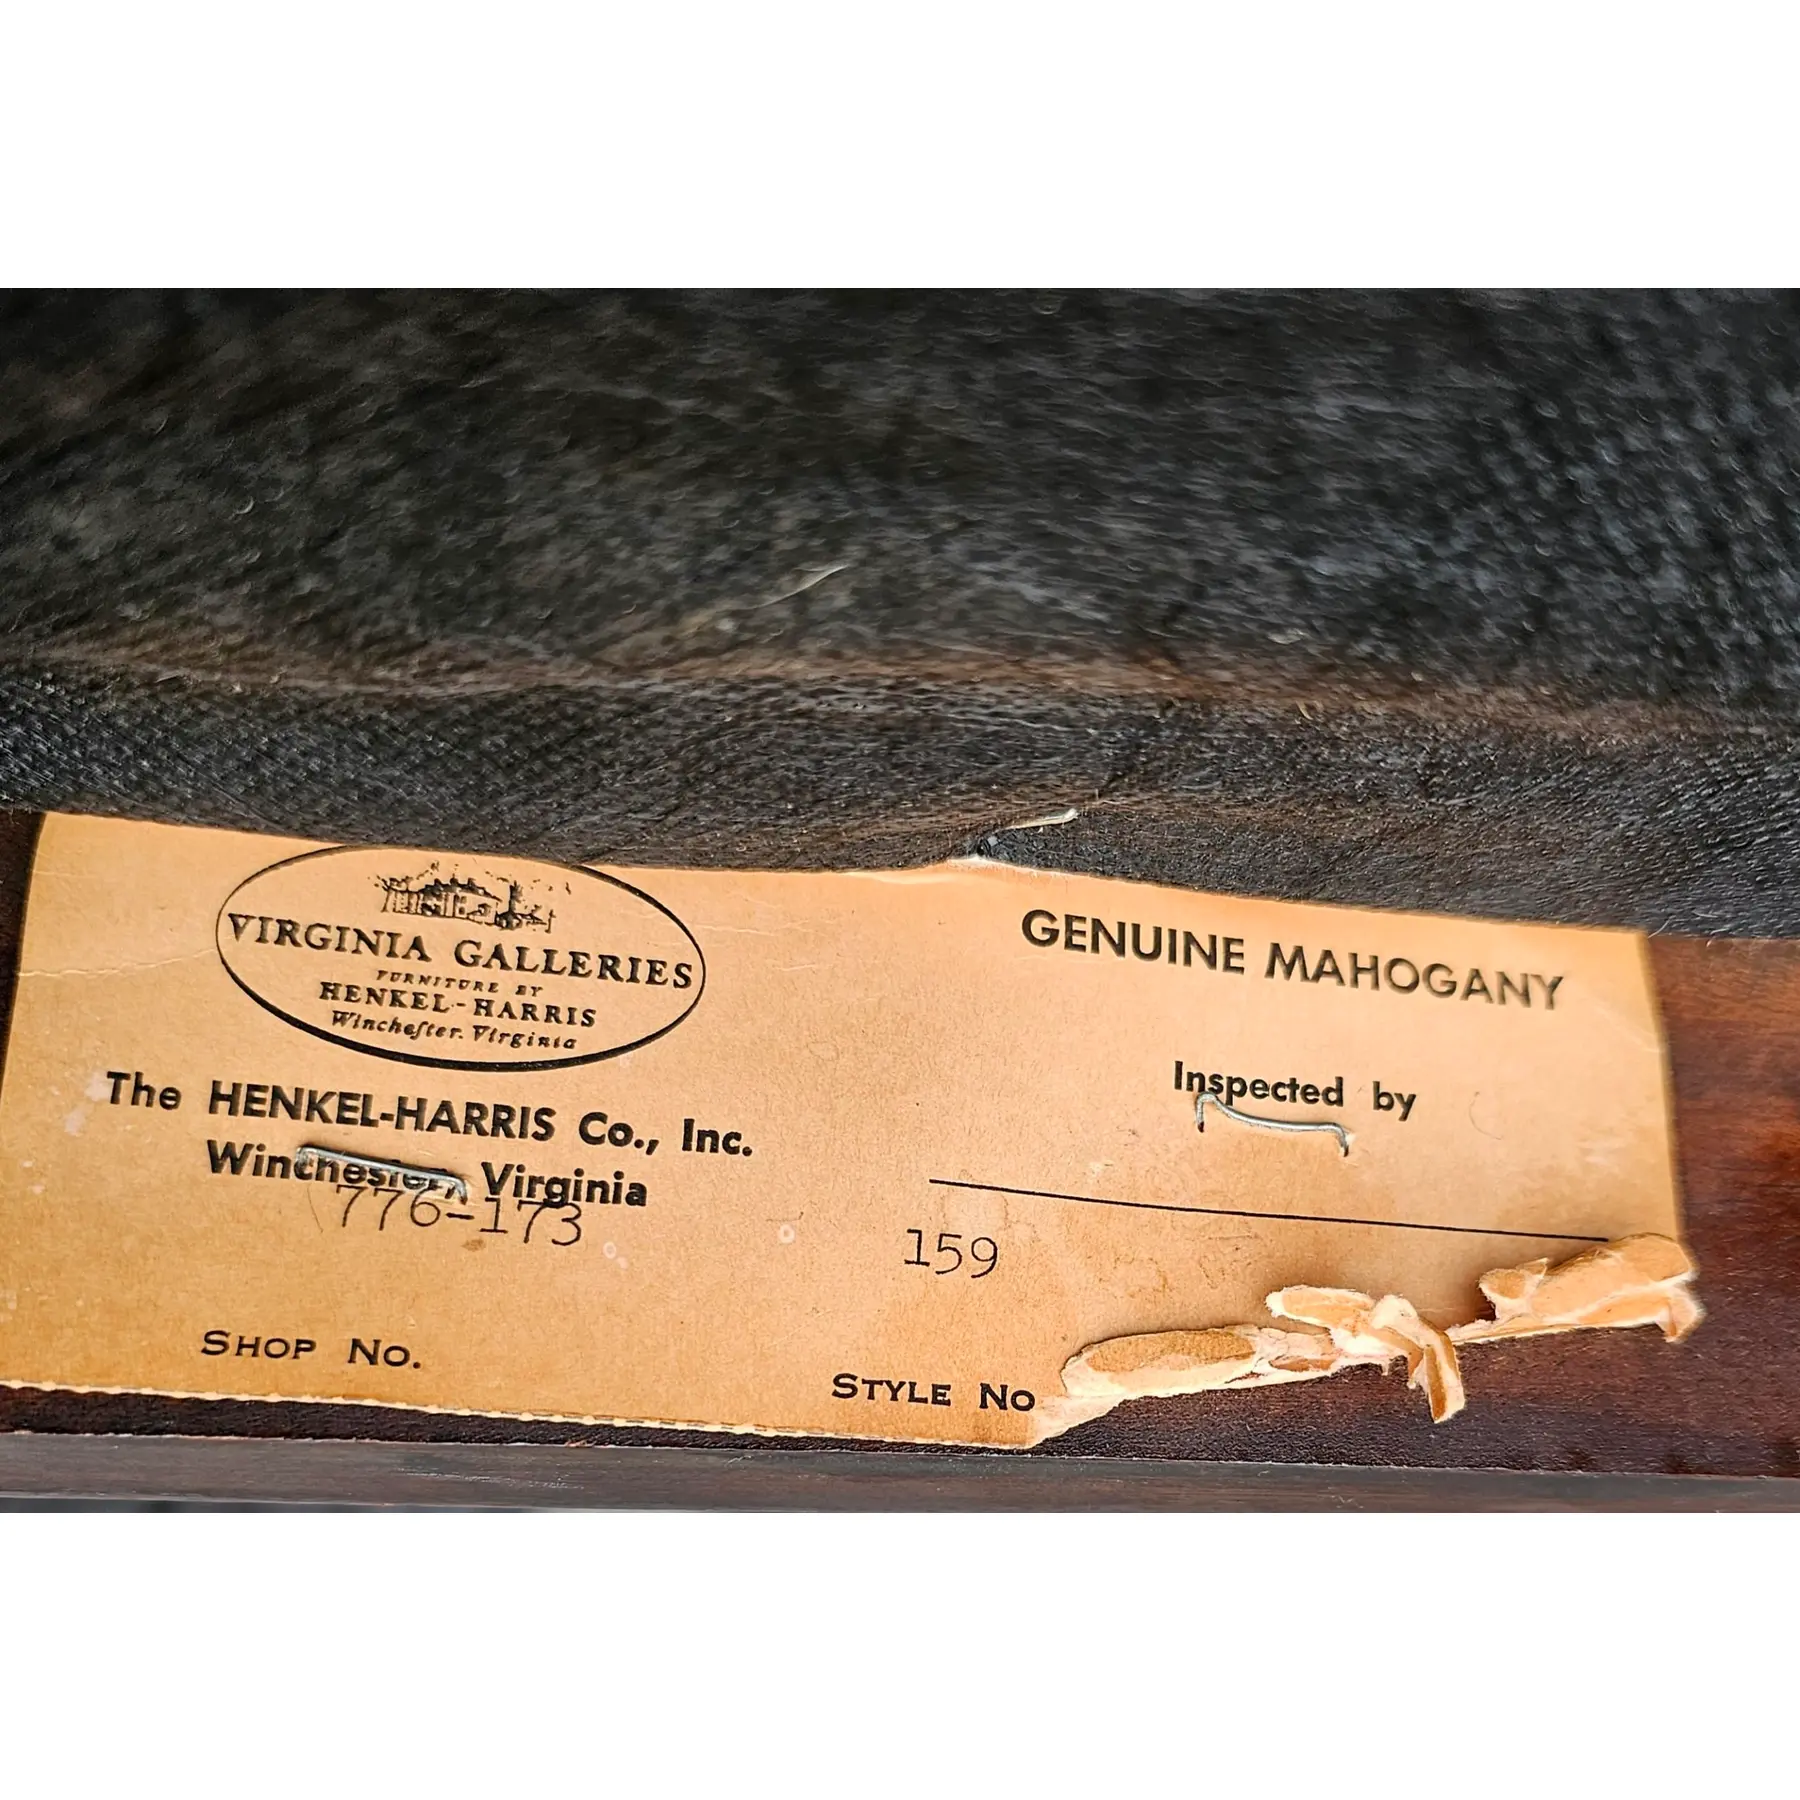 VIRGINIA GALLERIES
FURNITURE BY
HENKEL-HARRIS
Winchester, Virginia
The HENKEL-HARRIS Co., Inc.
Winchester, Virginia
776-173
SHOP NO.
GENUINE MAHOGANY
Inspected by
159
STYLE NO